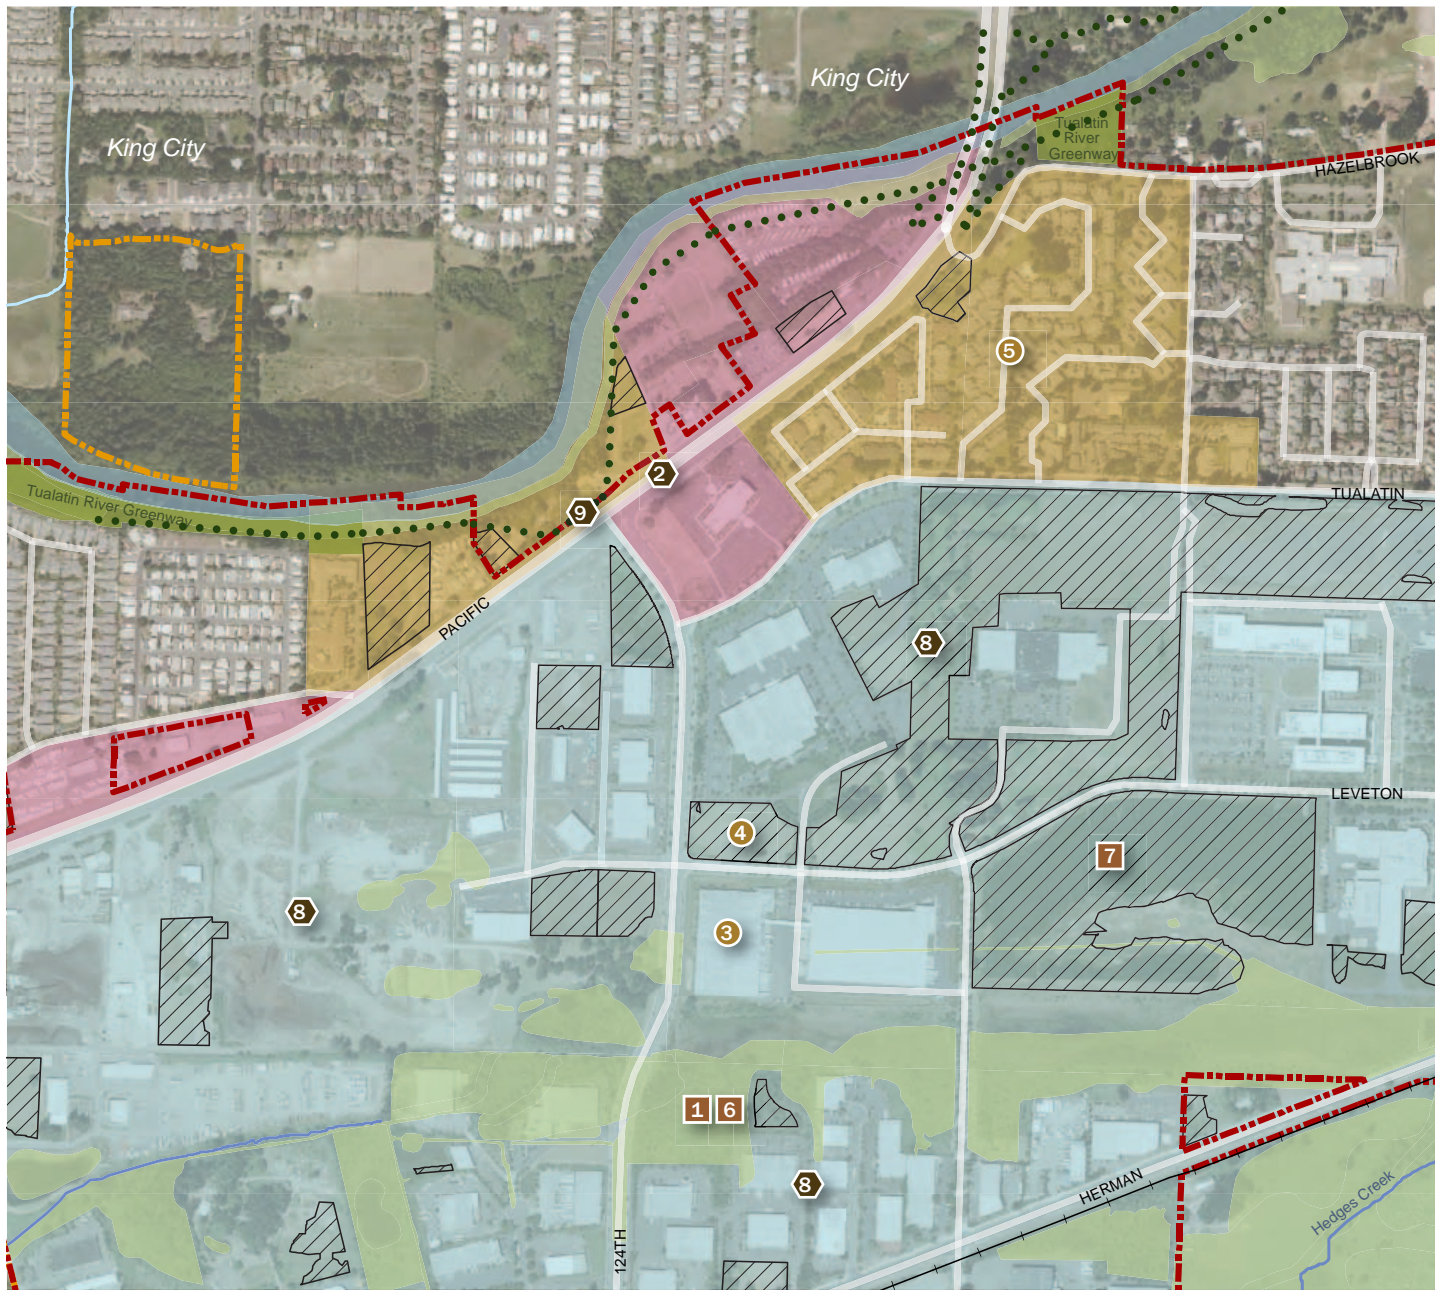 King City
King City
Tualatin
River
Greenway
HAZELBROOK
5
2
TUALATIN
Tualatin River Greenway
9
PACIFIC
8
LEVETON
4
7
8
3
1 6
8
HERMAN
Hedges Creek
124TH